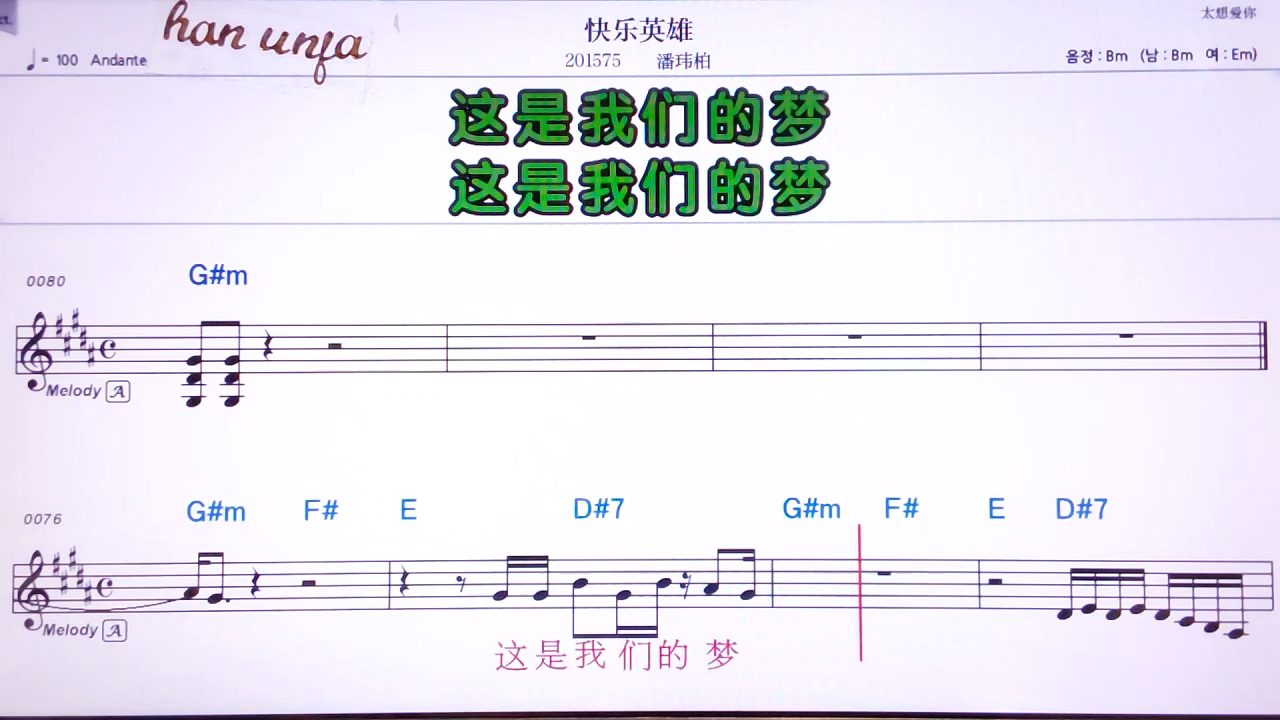 han unfa
快乐英雄
太想爱你
♩= 100 Andante
201575 潘玮柏
음정 : Bm (남 : Bm 여 : Em)
这是我们的梦
这是我们的梦
0080
G#m
Melody A
0076
G#m F# E D#7 G#m F# E D#7
Melody A
这是我们的 梦